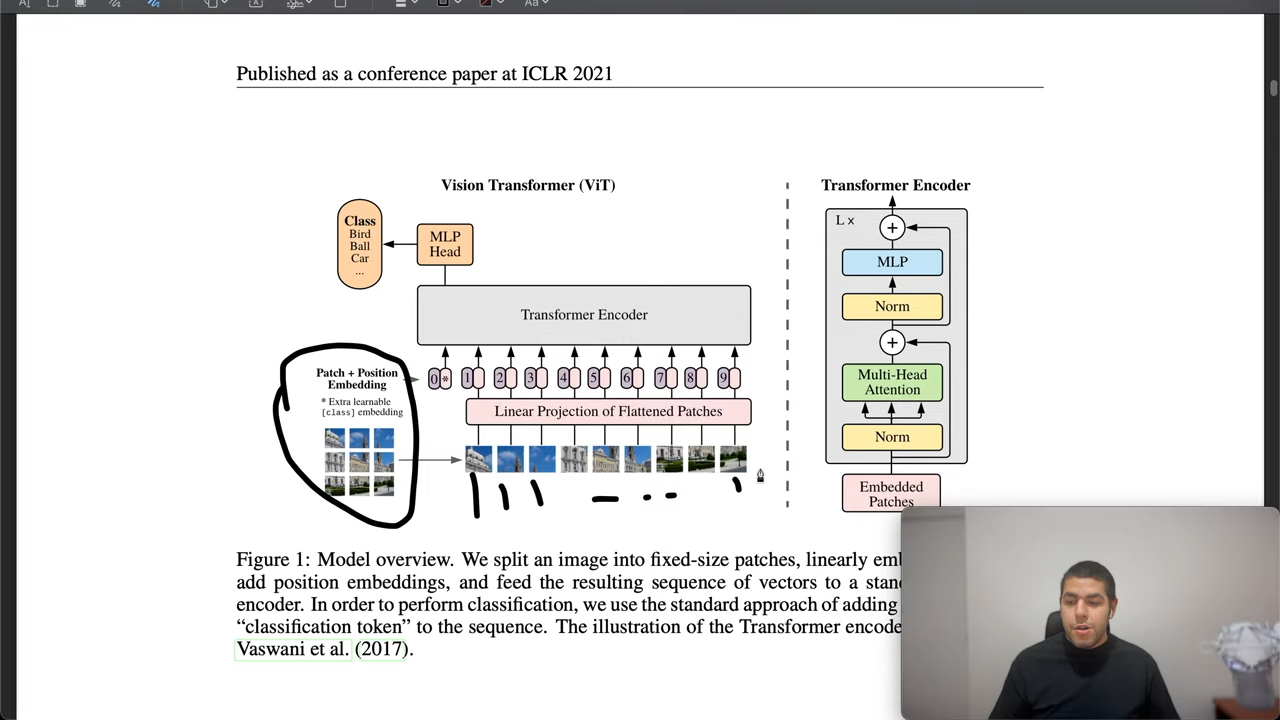 Published as a conference paper at ICLR 2021
Vision Transformer (ViT)
Class
Bird
Ball
Car
...
MLP
Head
Transformer Encoder
Patch + Position
Embedding
* Extra learnable
[class] embedding
0 * 1 2 3 4 5 6 7 8 9
Linear Projection of Flattened Patches
Transformer Encoder
L x
+
MLP
Norm
+
Multi-Head
Attention
Norm
Embedded
Patches
Figure 1: Model overview. We split an image into fixed-size patches, linearly
add position embeddings, and feed the resulting sequence of vectors to a
encoder. In order to perform classification, we use the standard approach of adding
“classification token” to the sequence. The illustration of the Transformer
Vaswani et al. (2017).